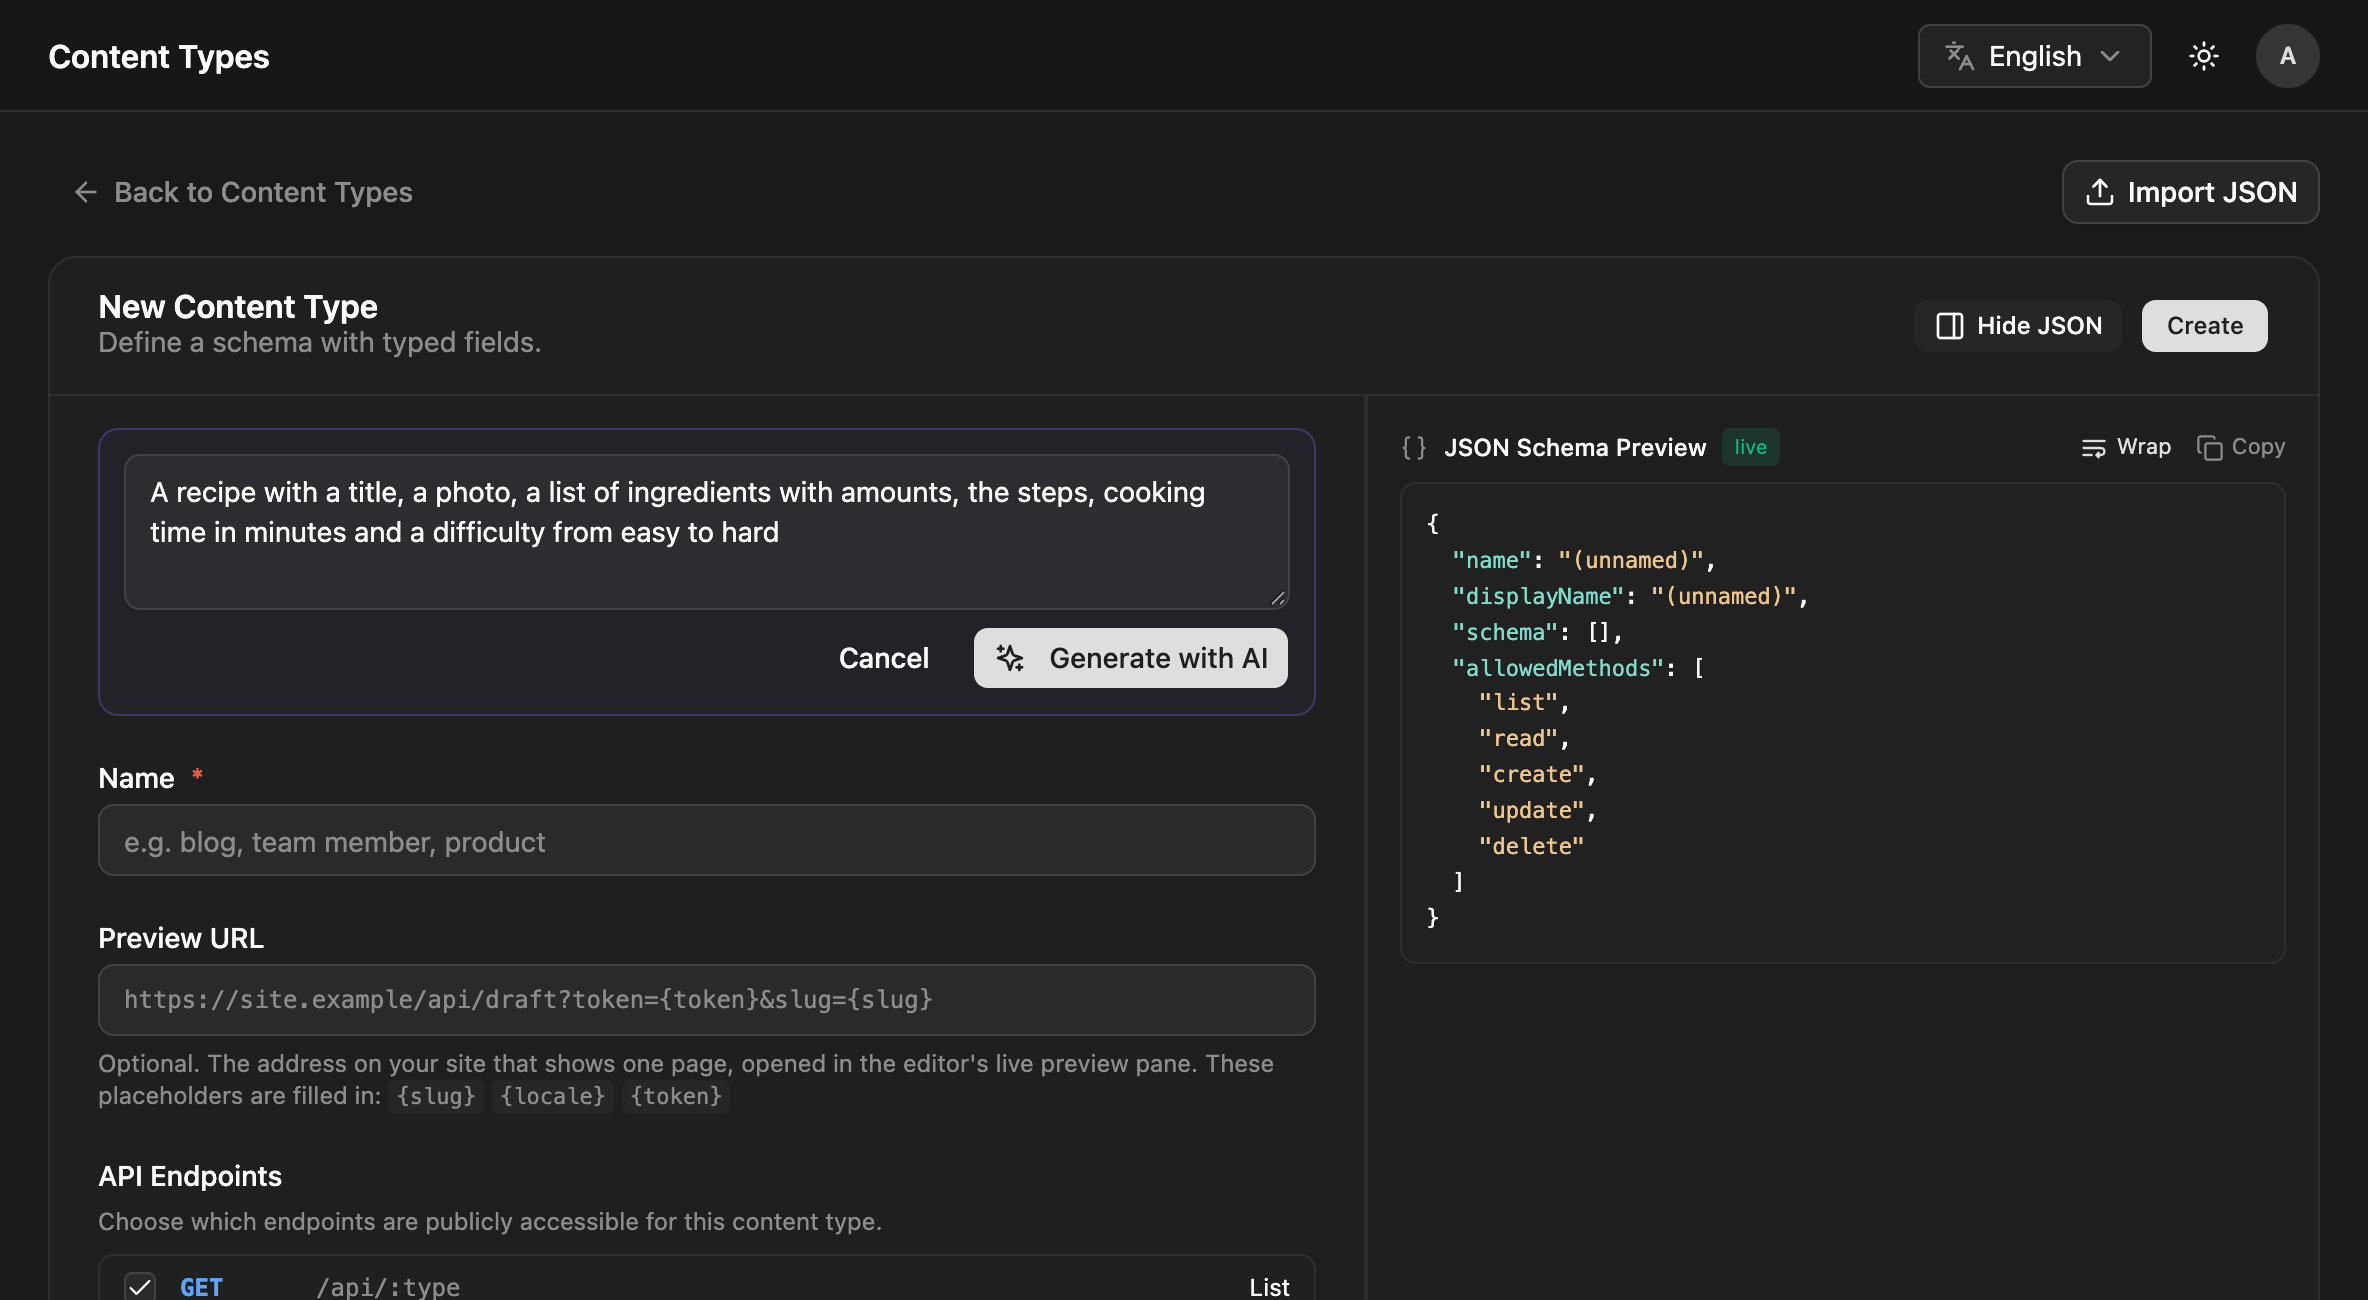 Content Types
English
A
Back to Content Types
Import JSON
New Content Type
Define a schema with typed fields.
Hide JSON
Create
A recipe with a title, a photo, a list of ingredients with amounts, the steps, cooking
time in minutes and a difficulty from easy to hard
Cancel
Generate with AI
Name *
e.g. blog, team member, product
Preview URL
https://site.example/api/draft?token={token}&slug={slug}
Optional. The address on your site that shows one page, opened in the editor's live preview pane. These
placeholders are filled in: {slug} {locale} {token}
API Endpoints
Choose which endpoints are publicly accessible for this content type.
GET /api/:type List
{} JSON Schema Preview live
Wrap
Copy
{
"name": "(unnamed)",
"displayName": "(unnamed)",
"schema": [],
"allowedMethods": [
"list",
"read",
"create",
"update",
"delete"
]
}